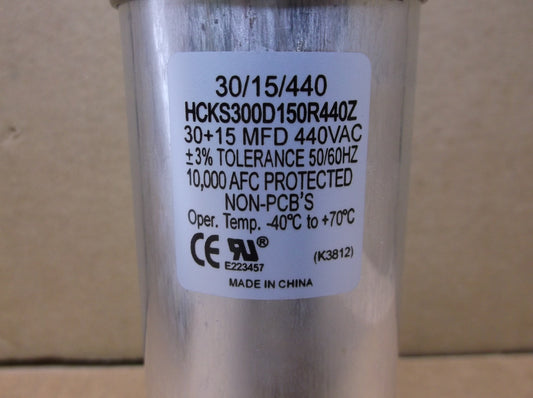 30/15/440
HCKS300D150R440Z
30+15 MFD 440VAC
±3% TOLERANCE 50/60HZ
10,000 AFC PROTECTED
NON-PCB'S
Oper. Temp. -40℃ to +70℃
CE RU® (K3812)
E223457
MADE IN CHINA